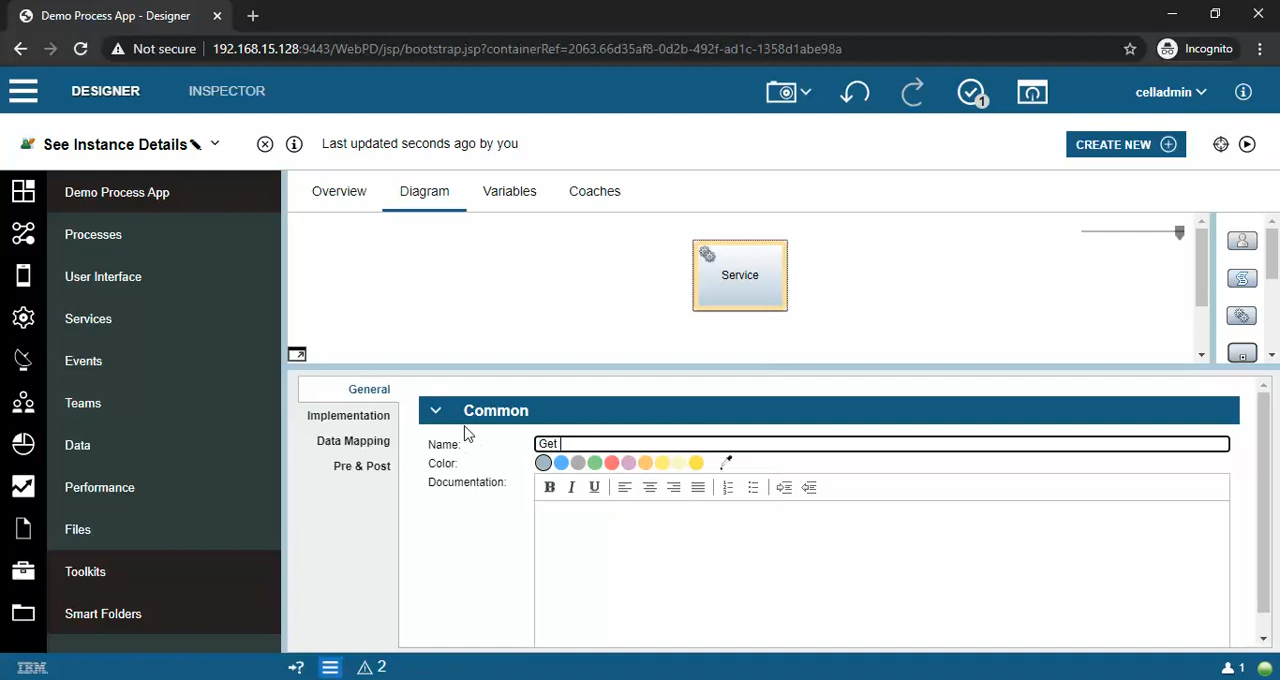 Demo Process App - Designer
Not secure 192.168.15.128:9443/WebPD/jsp/bootstrap.jsp?containerRef=2063.66d35af8-0d2b-492f-ad1c-1358d1abe98a
Incognito
DESIGNER INSPECTOR
1
celladmin
See Instance Details
Last updated seconds ago by you
CREATE NEW
Demo Process App
Processes
User Interface
Services
Events
Teams
Data
Performance
Files
Toolkits
Smart Folders
Overview Diagram Variables Coaches
Service
General
Implementation
Data Mapping
Pre & Post
Common
Name: Get
Color:
Documentation:
B I U
IBM
2
1